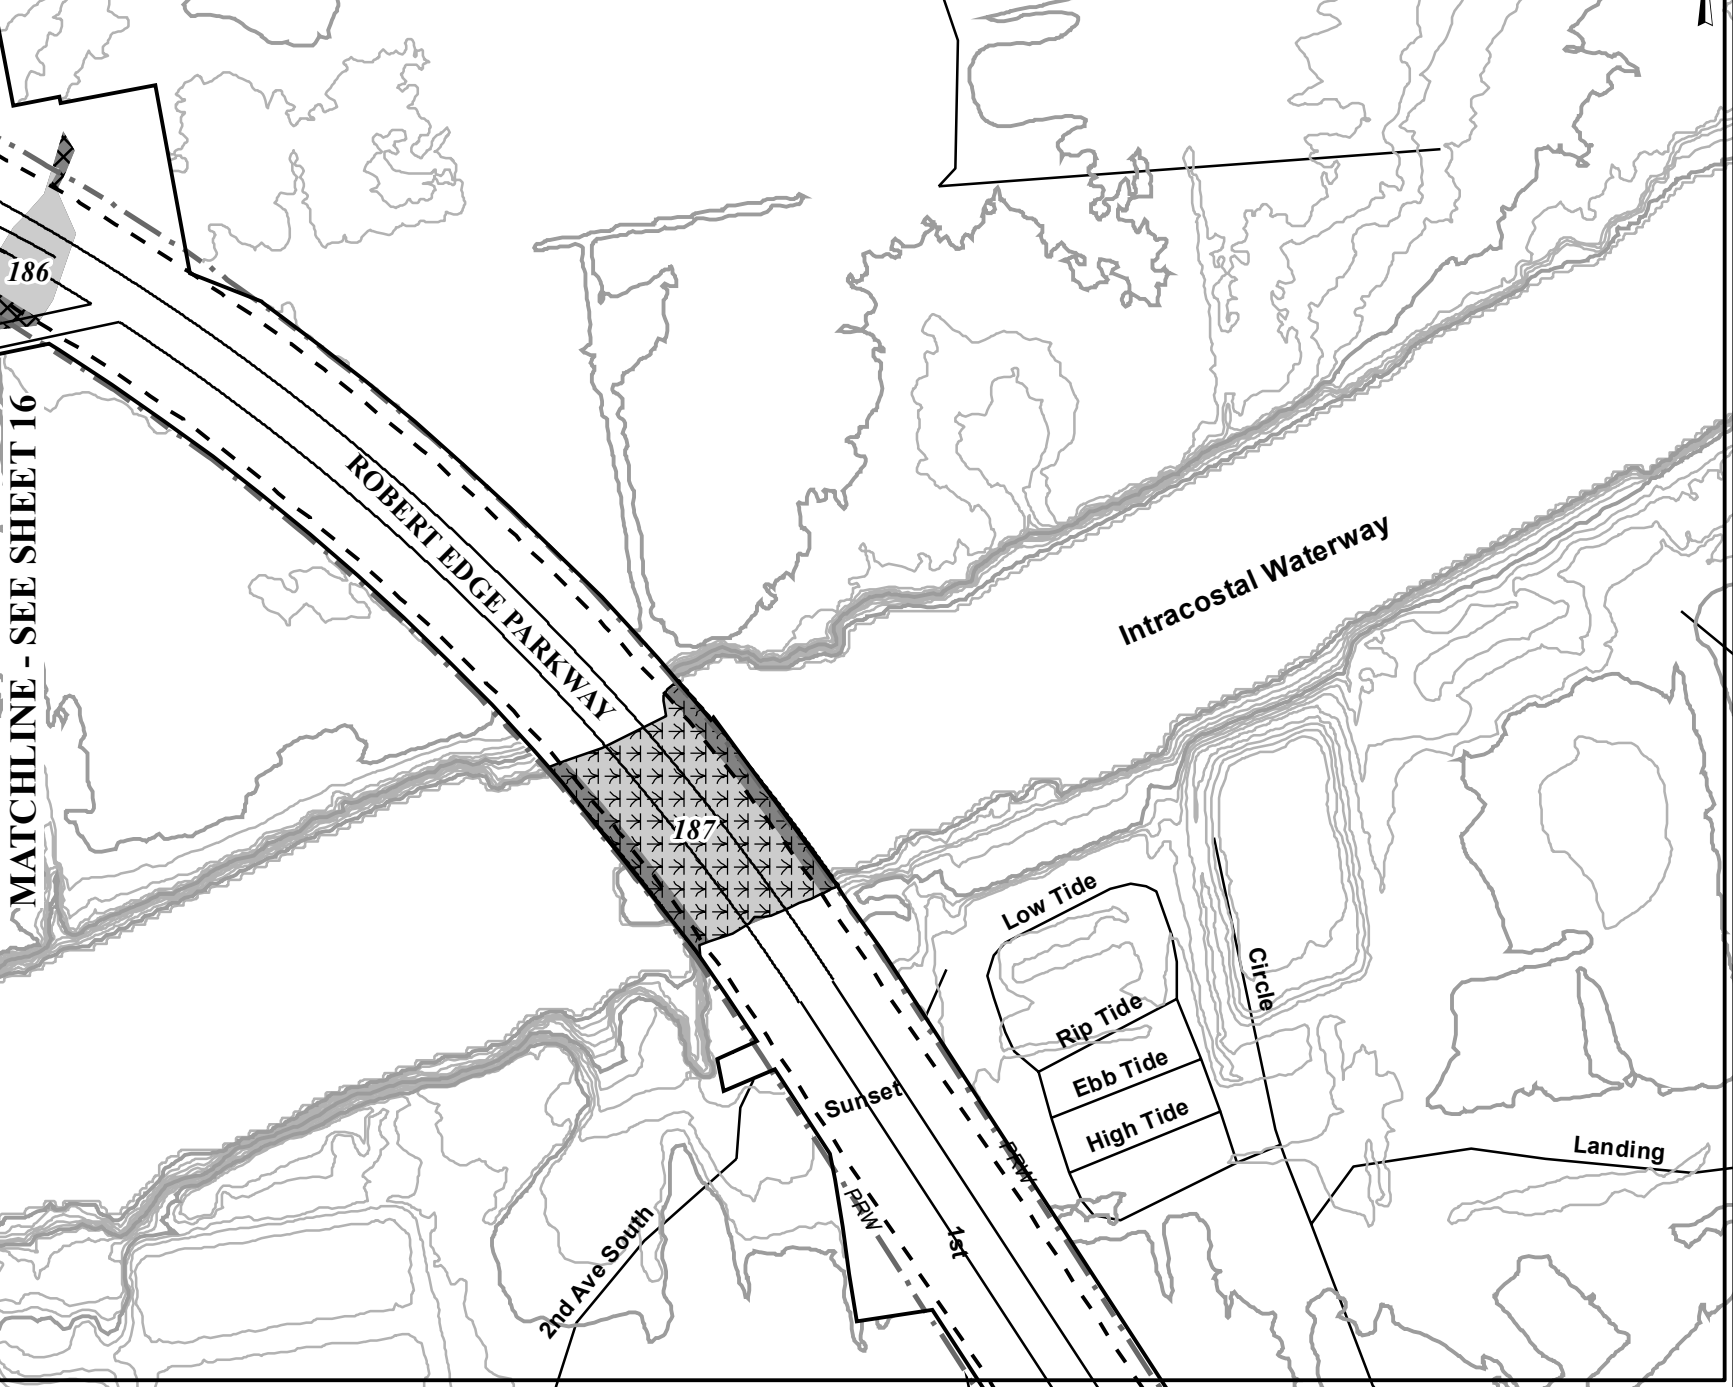 186
MATCHLINE - SEE SHEET 16
ROBERT EDGE PARKWAY
Intracostal Waterway
187
Low Tide
Circle
Rip Tide
Ebb Tide
High Tide
Sunset
Landing
PRW
PRW
1st
2nd Ave South